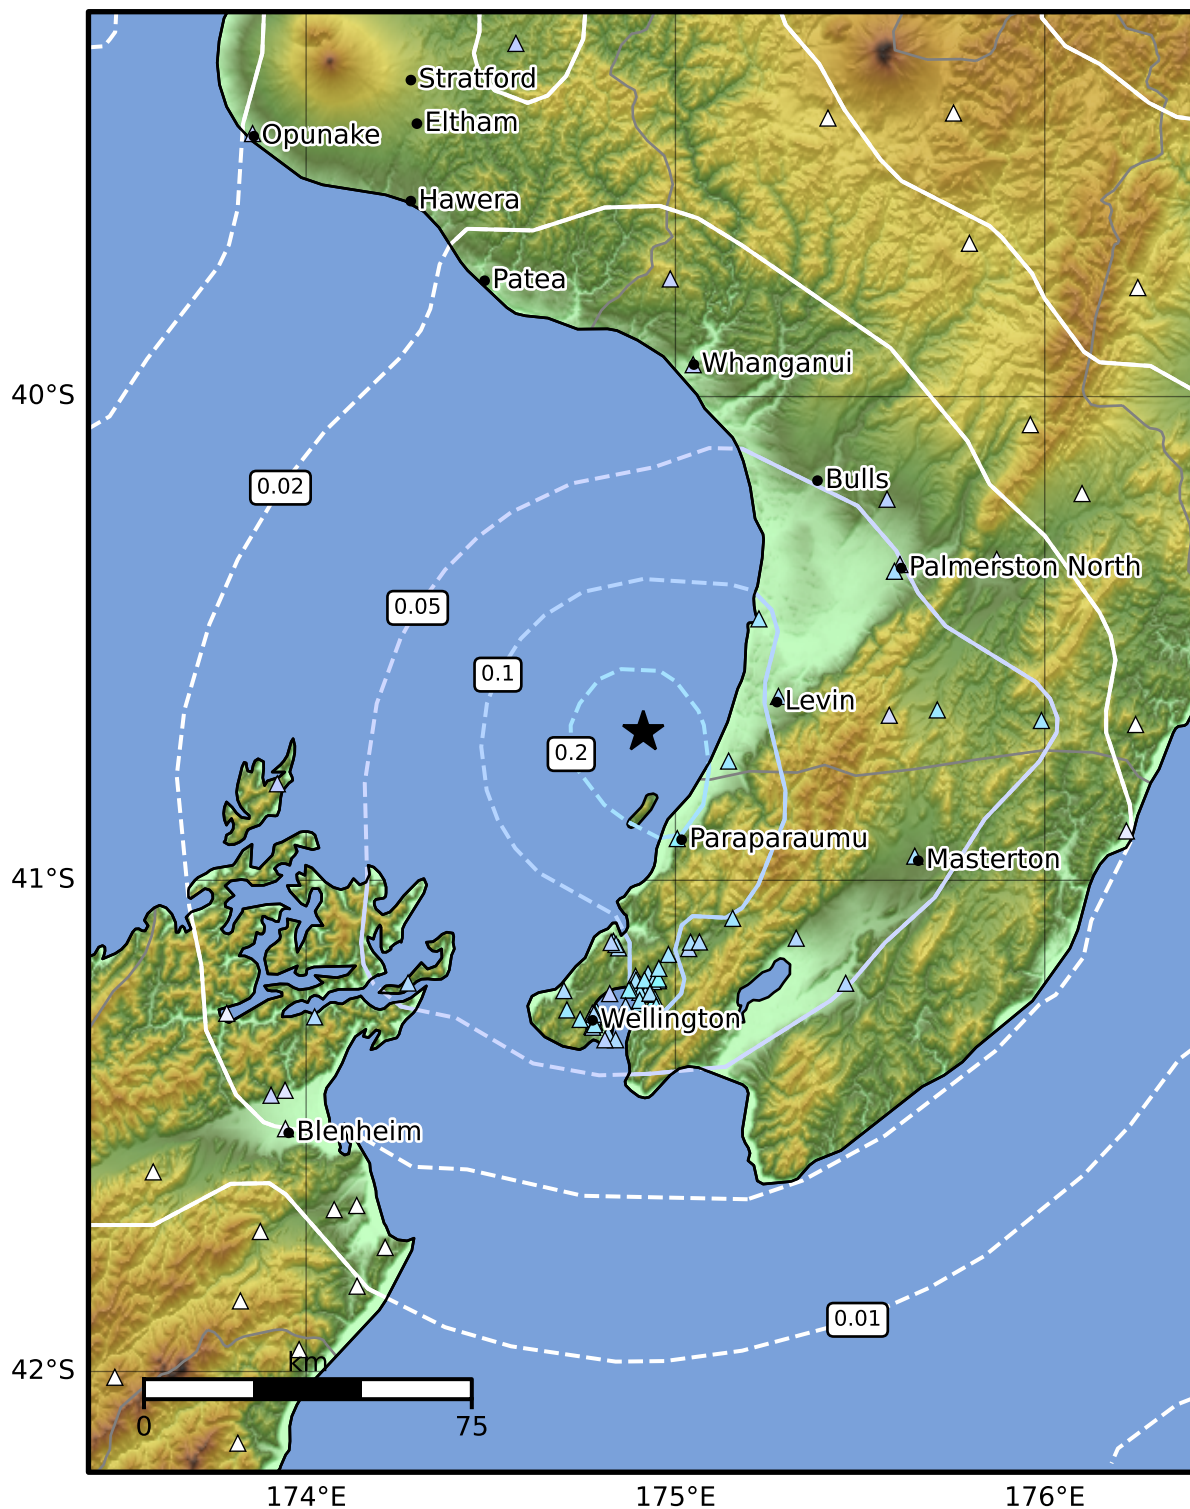 Stratford
Eltham
Opunake
Hawera
Patea
Whanganui
40°S
Bulls
0.02
Palmerston North
0.05
0.1
Levin
0.2
Paraparaumu
Masterton
41°S
Wellington
Blenheim
0.01
km
42°S
0
75
174°E
175°E
176°E